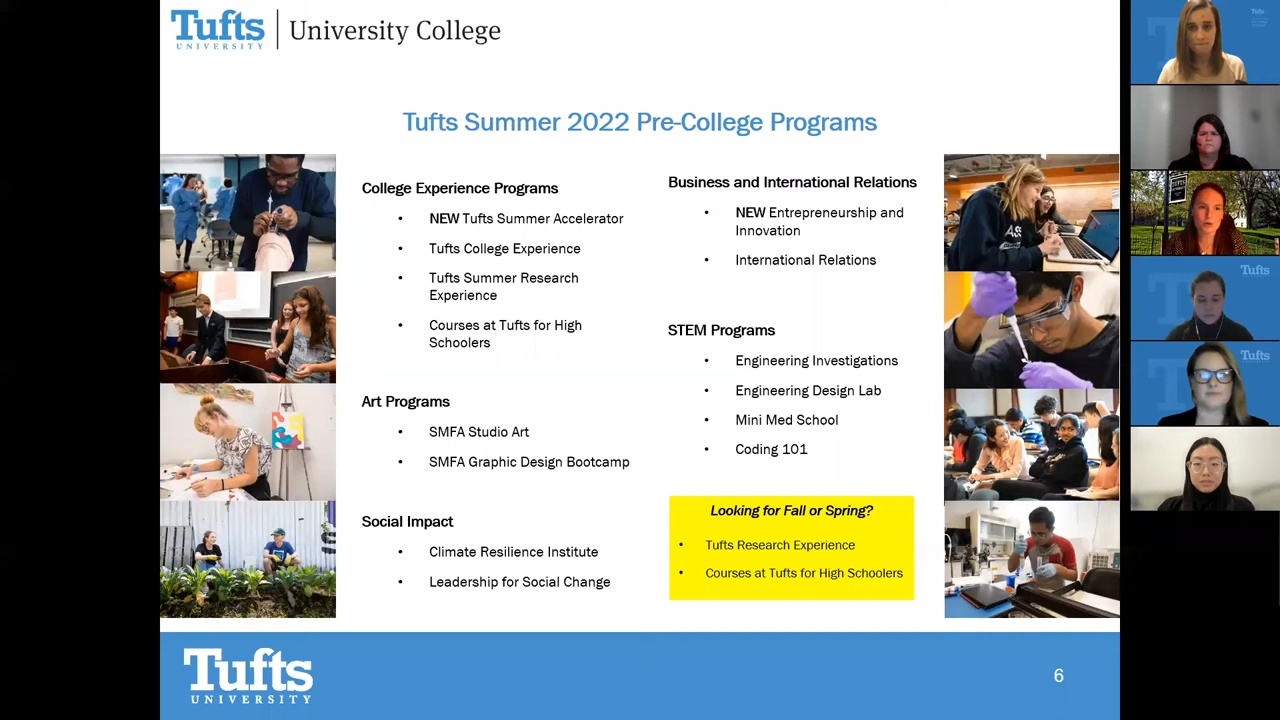 Tufts
UNIVERSITY
University College
Tufts Summer 2022 Pre-College Programs
College Experience Programs
• NEW Tufts Summer Accelerator
• Tufts College Experience
• Tufts Summer Research
Experience
• Courses at Tufts for High
Schoolers
Art Programs
• SMFA Studio Art
• SMFA Graphic Design Bootcamp
Social Impact
• Climate Resilience Institute
• Leadership for Social Change
Business and International Relations
• NEW Entrepreneurship and
Innovation
• International Relations
STEM Programs
• Engineering Investigations
• Engineering Design Lab
• Mini Med School
• Coding 101
Looking for Fall or Spring?
• Tufts Research Experience
• Courses at Tufts for High Schoolers
Tufts
UNIVERSITY
6
Tufts
TUFTS
Tufts
Tufts